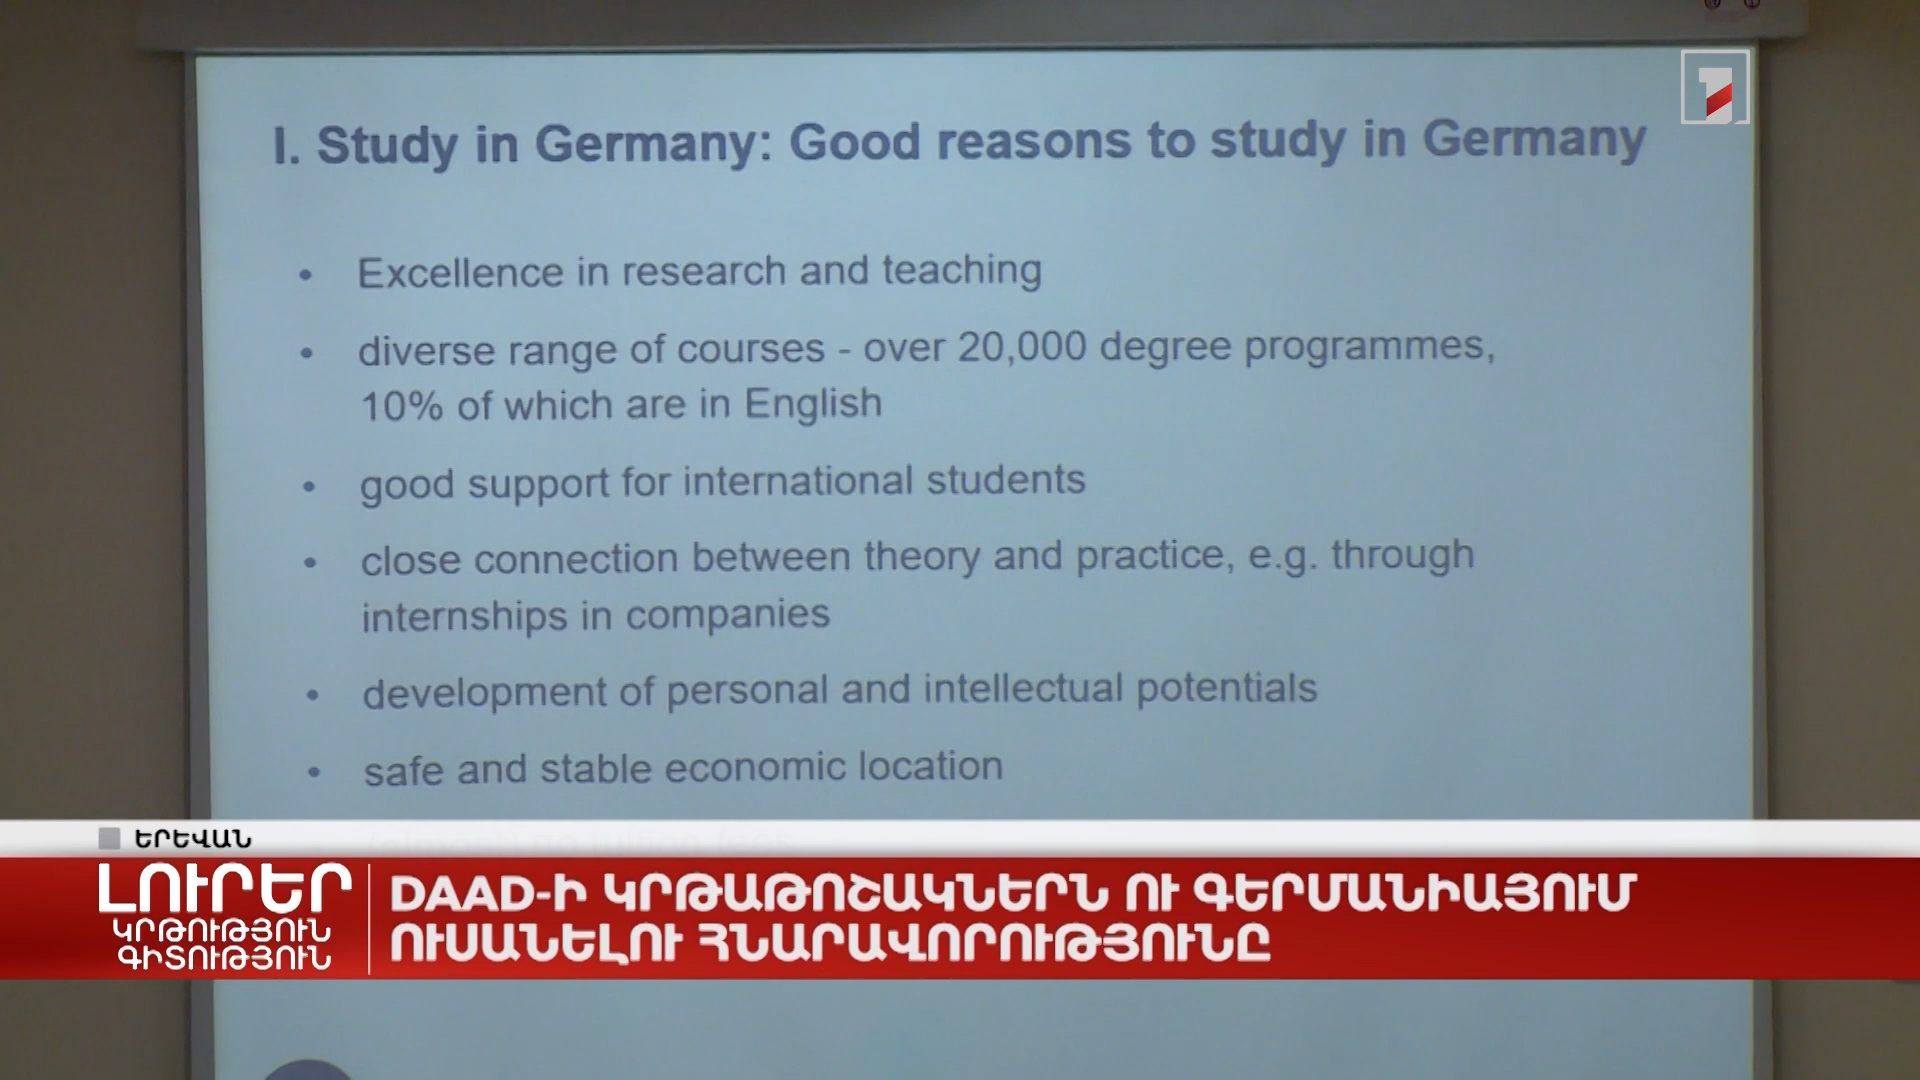 I. Study in Germany: Good reasons to study in Germany
• Excellence in research and teaching
• diverse range of courses - over 20,000 degree programmes,
10% of which are in English
• good support for international students
• close connection between theory and practice, e.g. through
internships in companies
• development of personal and intellectual potentials
• safe and stable economic location
ԵՐԵՎԱՆ
ԼՈՒՐԵՐ
ԿՐԹՈՒԹՅՈՒՆ
ԳԻՏՈՒԹՅՈՒՆ
DAAD-Ի ԿՐԹԱԹՈՇԱԿՆԵՐՆ ՈՒ ԳԵՐՄԱՆԻԱՅՈՒՄ
ՈՒՍԱՆԵԼՈՒ ՀՆԱՐԱՎՈՐՈՒԹՅՈՒՆԸ